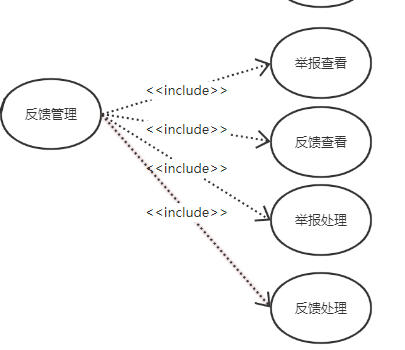 举报查看
<<include>>
反馈管理
<<include>>
反馈查看
<<include>>
<<include>>
举报处理
反馈处理